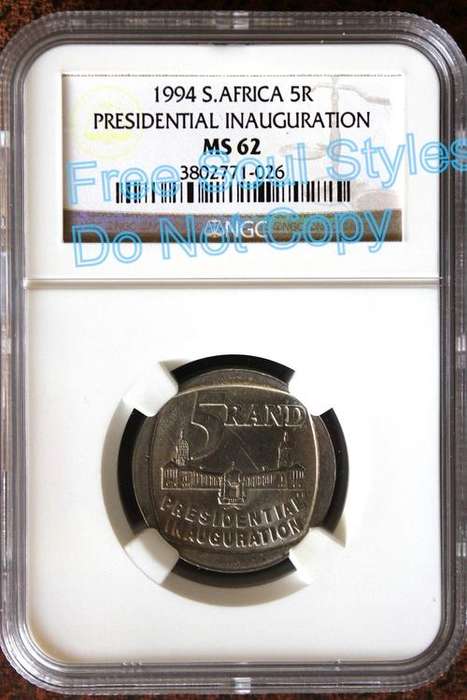 1994 S.AFRICA 5R
PRESIDENTIAL INAUGURATION
MS 62
3802771-026
Free Soul Styles
Do Not Copy
NGC
5 RAND
PRESIDENTIAL
INAUGURATION